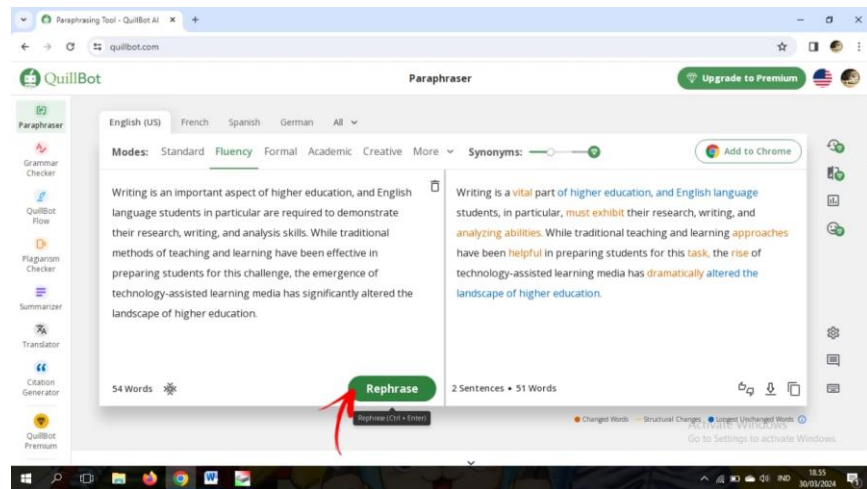 Paraphrasing Tool - QuillBot AI
quillbot.com
QuillBot
Paraphraser
Upgrade to Premium
Paraphraser
Grammar
Checker
QuillBot
Flow
Plagiarism
Checker
Summarizer
Translator
Citation
Generator
QuillBot
Premium
English (US) French Spanish German All
Modes: Standard Fluency Formal Academic Creative More Synonyms:
Add to Chrome
Writing is an important aspect of higher education, and English
language students in particular are required to demonstrate
their research, writing, and analysis skills. While traditional
methods of teaching and learning have been effective in
preparing students for this challenge, the emergence of
technology-assisted learning media has significantly altered the
landscape of higher education.
54 Words
Rephrase
Rephrase (Ctrl + Enter)
Writing is a vital part of higher education, and English language
students, in particular, must exhibit their research, writing, and
analyzing abilities. While traditional teaching and learning approaches
have been helpful in preparing students for this task, the rise of
technology-assisted learning media has dramatically altered the
landscape of higher education.
2 Sentences • 51 Words
Changed Words Structural Changes Longest Unchanged Words
Activate Windows
Go to Settings to activate Windows.
IND
18.55
30/03/2024